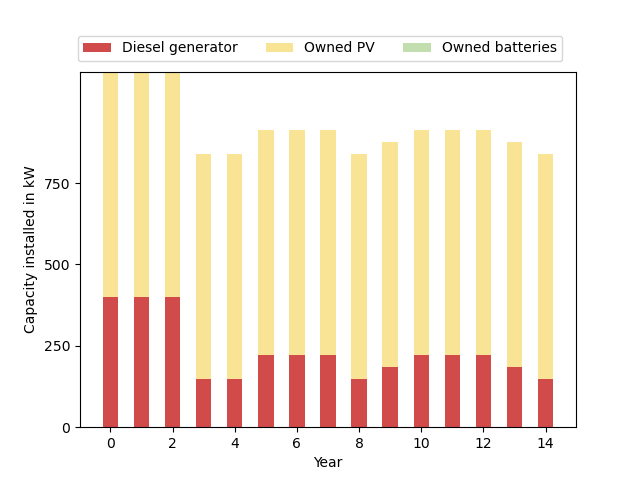 Diesel generator Owned PV Owned batteries
Capacity installed in kW
750
500
250
0
0 2 4 6 8 10 12 14
Year